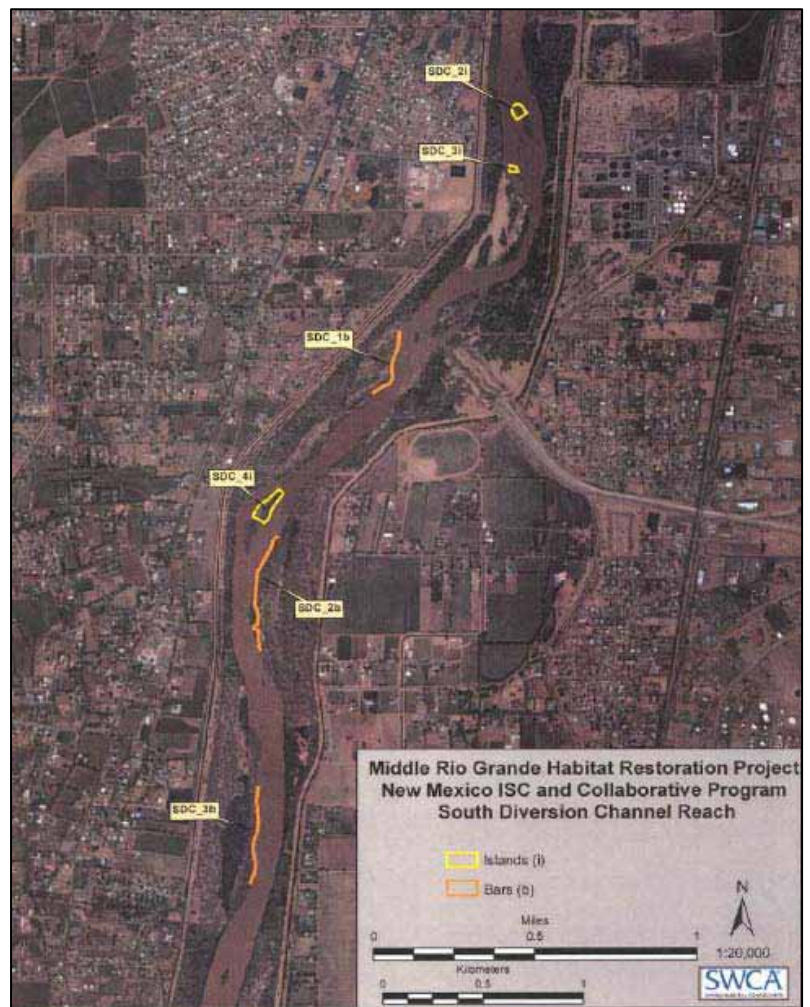 SDC_2i
SDC_3i
SDC_1b
SDC_4i
SDC_2b
SDC_3b
Middle Rio Grande Habitat Restoration Project
New Mexico ISC and Collaborative Program
South Diversion Channel Reach
Islands (i)
Bars (b)
N
Miles
0 0.5 1
1:20,000
Kilometers
0 0.5 1
SWCA